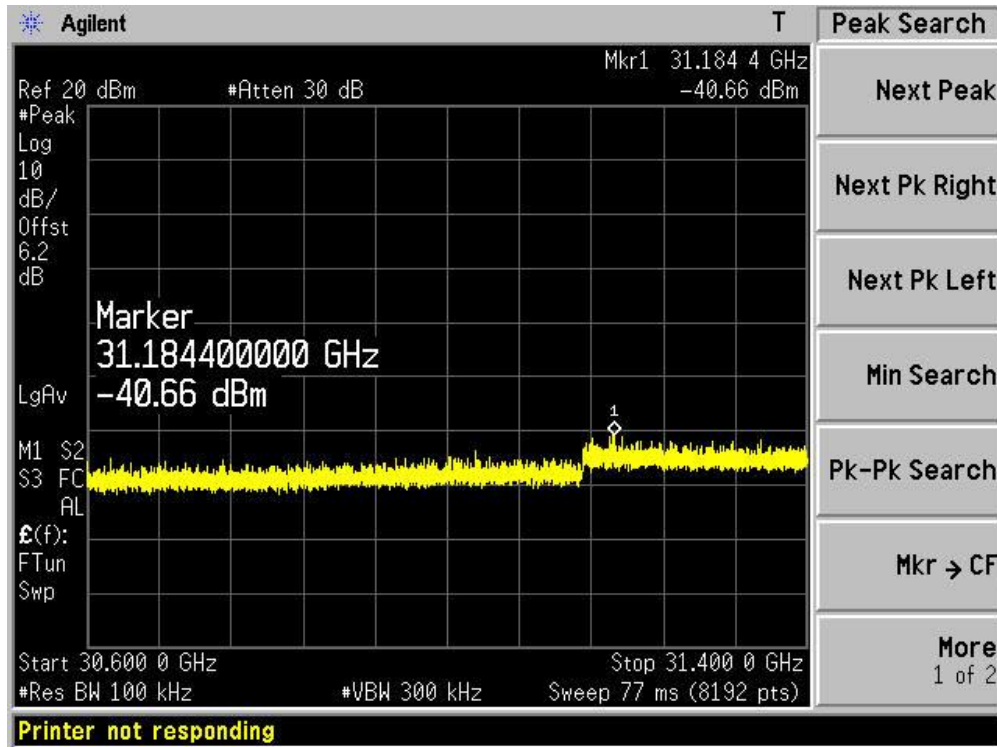 Agilent
T
Peak Search
Mkr1 31.184 4 GHz
Ref 20 dBm #Atten 30 dB -40.66 dBm
#Peak
Log
10
dB/
Offst
6.2
dB
Marker
31.184400000 GHz
-40.66 dBm
LgAv
1
M1 S2
S3 FC
AL
£(f):
FTun
Swp
Start 30.600 0 GHz Stop 31.400 0 GHz
#Res BW 100 kHz #VBW 300 kHz Sweep 77 ms (8192 pts)
Printer not responding
Next Peak
Next Pk Right
Next Pk Left
Min Search
Pk-Pk Search
Mkr → CF
More
1 of 2